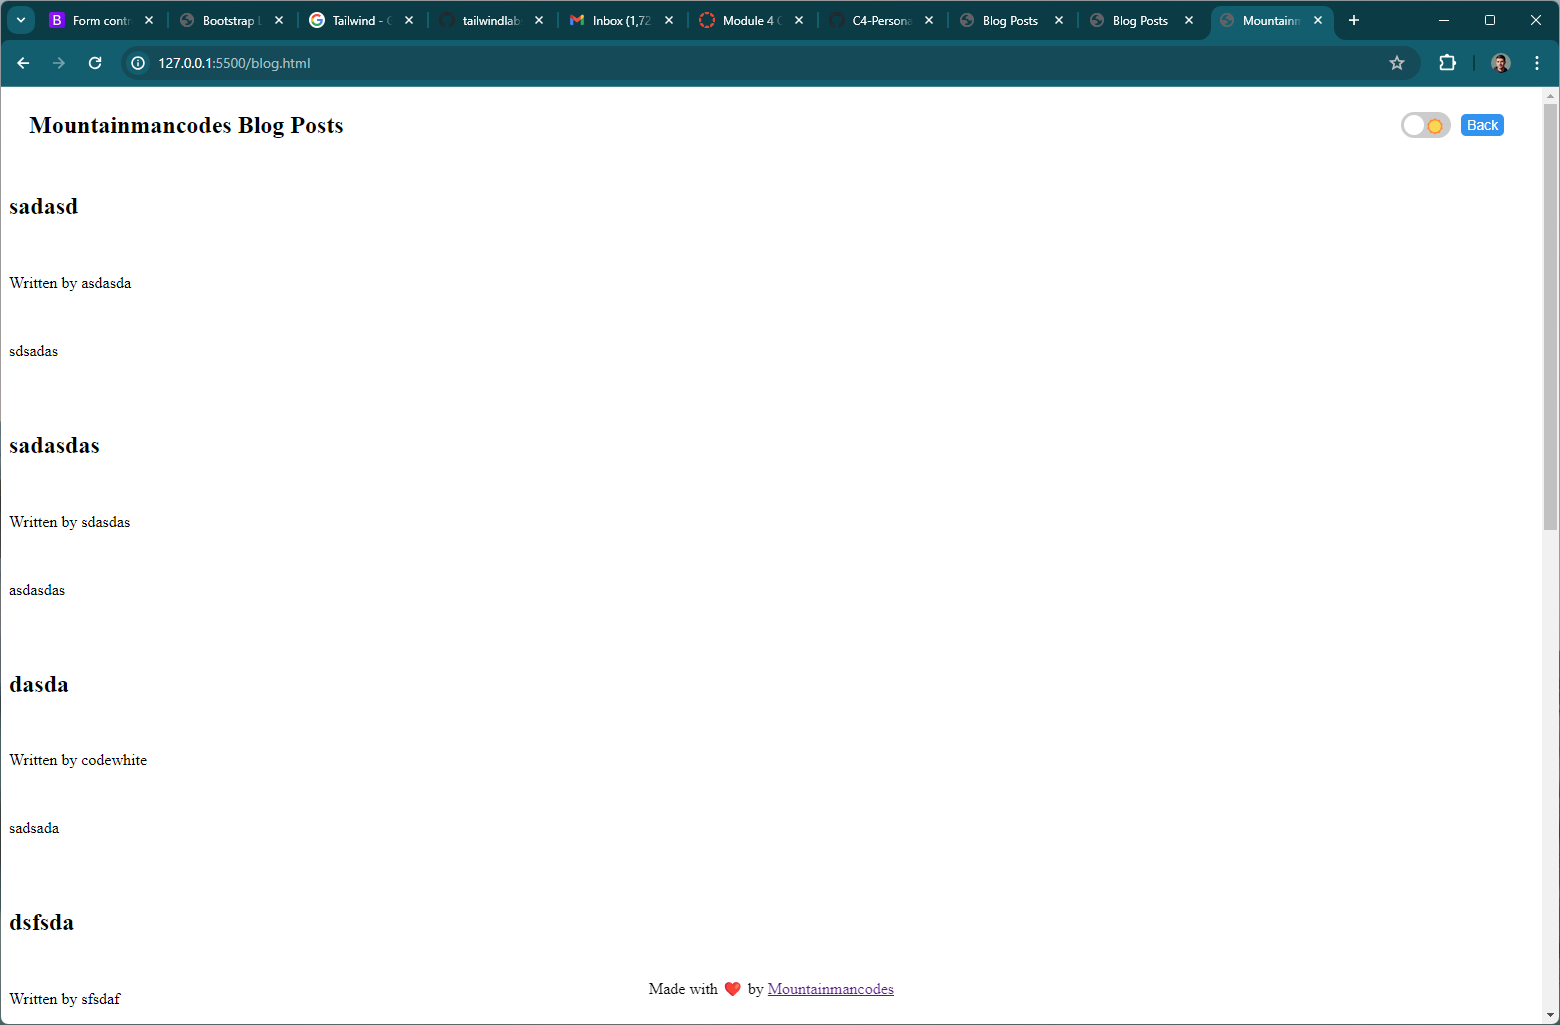 Form contr
Bootstrap
Tailwind - G
tailwindlab
Inbox (1,72
Module 4 C
C4-Persona
Blog Posts
Blog Posts
Mountainm
127.0.0.1:5500/blog.html
Mountainmancodes Blog Posts
Back
sadasd
Written by asdasda
sdsadas
sadasdas
Written by sdasdas
asdasdas
dasda
Written by codewhite
sadsada
dsfsda
Made with ❤️ by Mountainmancodes
Written by sfsdaf